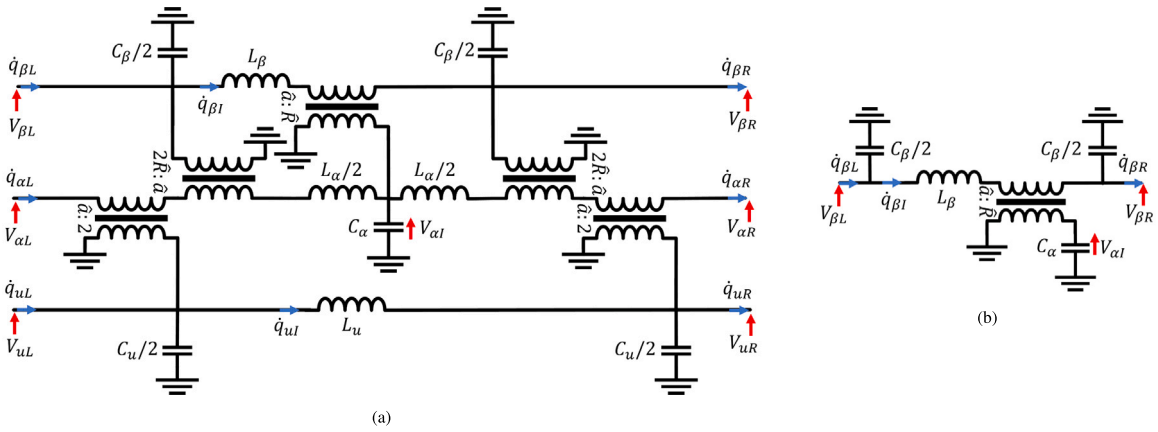 C_β/2
C_β/2
L_β
q̇_βL
q̇_βI
q̇_βR
â: R̂
V_βL
V_βR
2R̂: â
2R̂: â
q̇_αL
L_α/2
L_α/2
q̇_αR
â: 2
â: 2
V_αL
C_α
V_αI
V_αR
q̇_uL
q̇_uI
L_u
q̇_uR
V_uL
C_u/2
C_u/2
V_uR
(a)
C_β/2
C_β/2
q̇_βL
q̇_βR
V_βL
q̇_βI
L_β
â: R̂
V_βR
C_α
V_αI
(b)